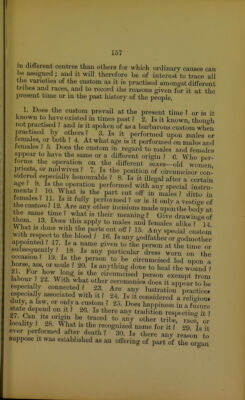 157
in different centres than others for which ordinary causes can
be assigned; and it will therefore be of interest to trace all
the varieties of the custom as it is practised amongst different
tribes and races, and to record the reasons given for it at the
present time or in the past history of the people.
1. Does the custom prevail at the present time? or is it
known to have existed in times past? 2. Is it known, though
not practised? and is it spoken of as a barbarous custom when
practised by others? 3. Is it performed upon males or
females, or both? 4. At what age is it performed on males and
females? 5. Does the custom in regard to males and females
appear to have the same or a different origin? 6. Who per-
forms the operation on the different sexes—old women,
priests, or midwives? 7. Is the position of circumcisor con-
sidered especially honourable? 8. Is it illegal after a certain
age? 9. Is the operation performed with any special instru-
ments? 10. What is the part cut off in males? ditto in
females? 11. Is it fully performed? or is it only a vestige of
the custom? 12. Are any other incisions made upon the body at
the same time? what is their meaning? Give drawings of
them. 13. Does this apply to males and females alike? 14.
What is done with the parts cut off? 15. Any special custom
with respect to the blood? 16. Is any godfather or godmother
appointed? 17. Is a name given to the person at the time or
subsequently? 18. Is any particular dress worn on the
occasion? 19. Is the person to be circumcised led upon a
horse, ass, or mule? 20. Is anything done to heal the wound?
21. For how long is the circumcised person exempt from
labour? 22. With what other ceremonies does it appear to be
especially connected? 23. Are any lustration practices
especially associated with it? 24. Is it considered a religious
duty, a law, or only a custom? 25. Does happiness in a future
state depend on it? 26. Is there any tradition respecting it?
27. Can its origin be traced to any other tribe, race, or
locality? 28. What is the recognized name for it? 29. Is it
ever performed after death? 30. Is there any reason to
suppose it was established as an offering of part of the organ